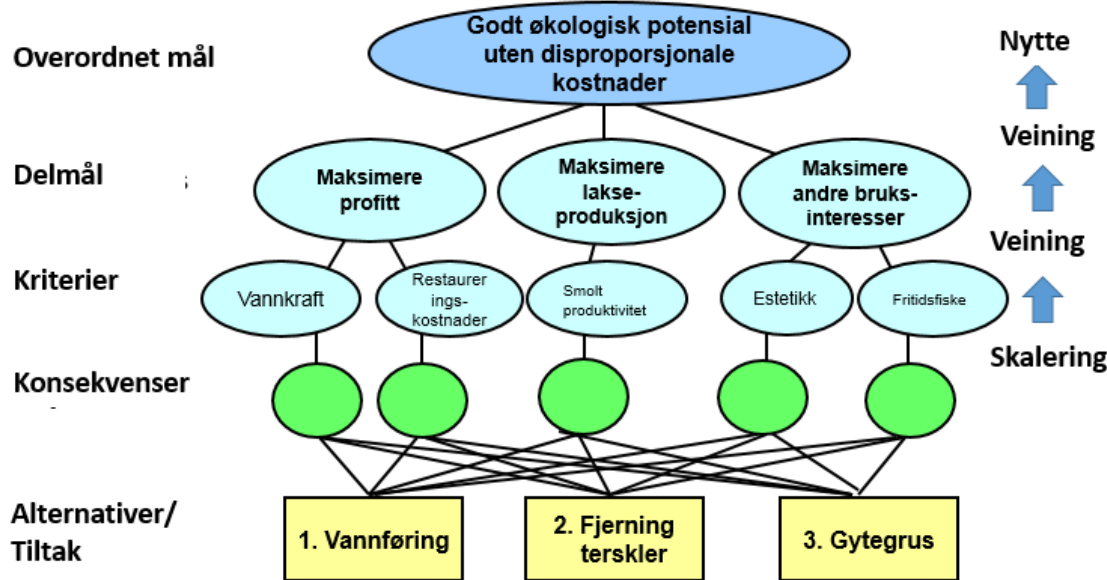 Overordnet mål
Godt økologisk potensial
uten disproporsjonale
kostnader
Nytte
Veining
Delmål
Maksimere
profitt
Maksimere
lakse-
produksjon
Maksimere
andre bruks-
interesser
Veining
Kriterier
Vannkraft
Restaurer
ings-
kostnader
Smolt
produktivitet
Estetikk
Fritidsfiske
Skalering
Konsekvenser
Alternativer/
Tiltak
1. Vannføring
2. Fjerning
terskler
3. Gytegrus